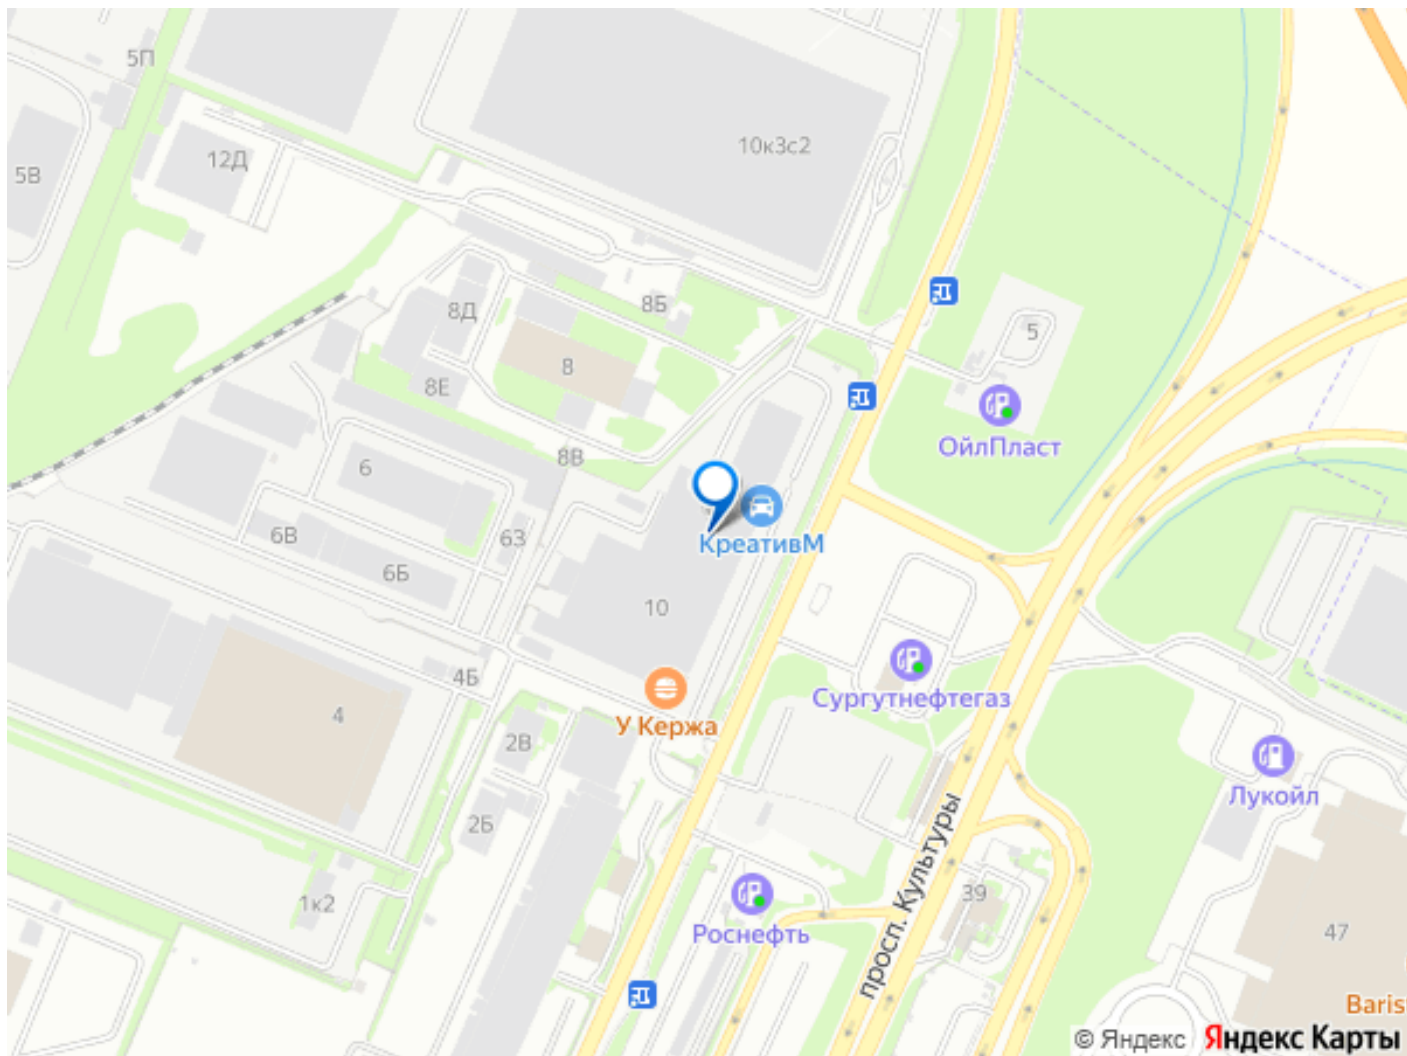 5П
10к3с2
12Д
5В
8Б
8Д
5
8
8Е
ОйлПласт
8В
6
6В
6З
КреативМ
6Б
10
4Б
Сургутнефтегаз
4
У Кержа
2В
Лукойл
2Б
просп. Культуры
1к2
39
Роснефть
47
Baris
© Яндекс Яндекс Карты